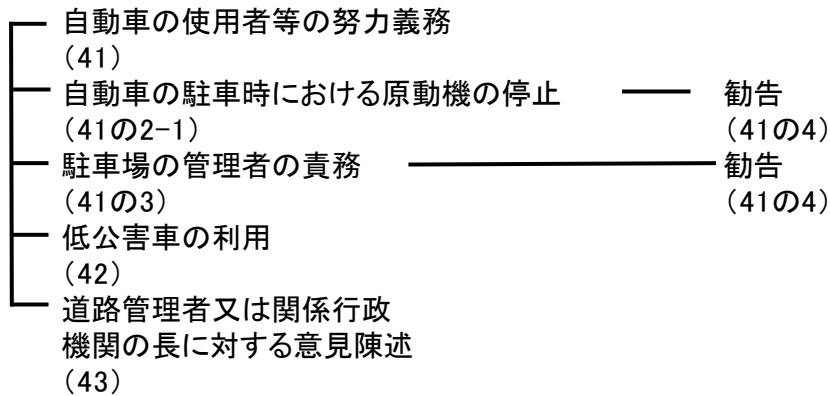 自動車の使用者等の努力義務
（41）
自動車の駐車時における原動機の停止 勧告
（41の2-1） （41の4）
駐車場の管理者の責務 勧告
（41の3） （41の4）
低公害車の利用
（42）
道路管理者又は関係行政
機関の長に対する意見陳述
（43）